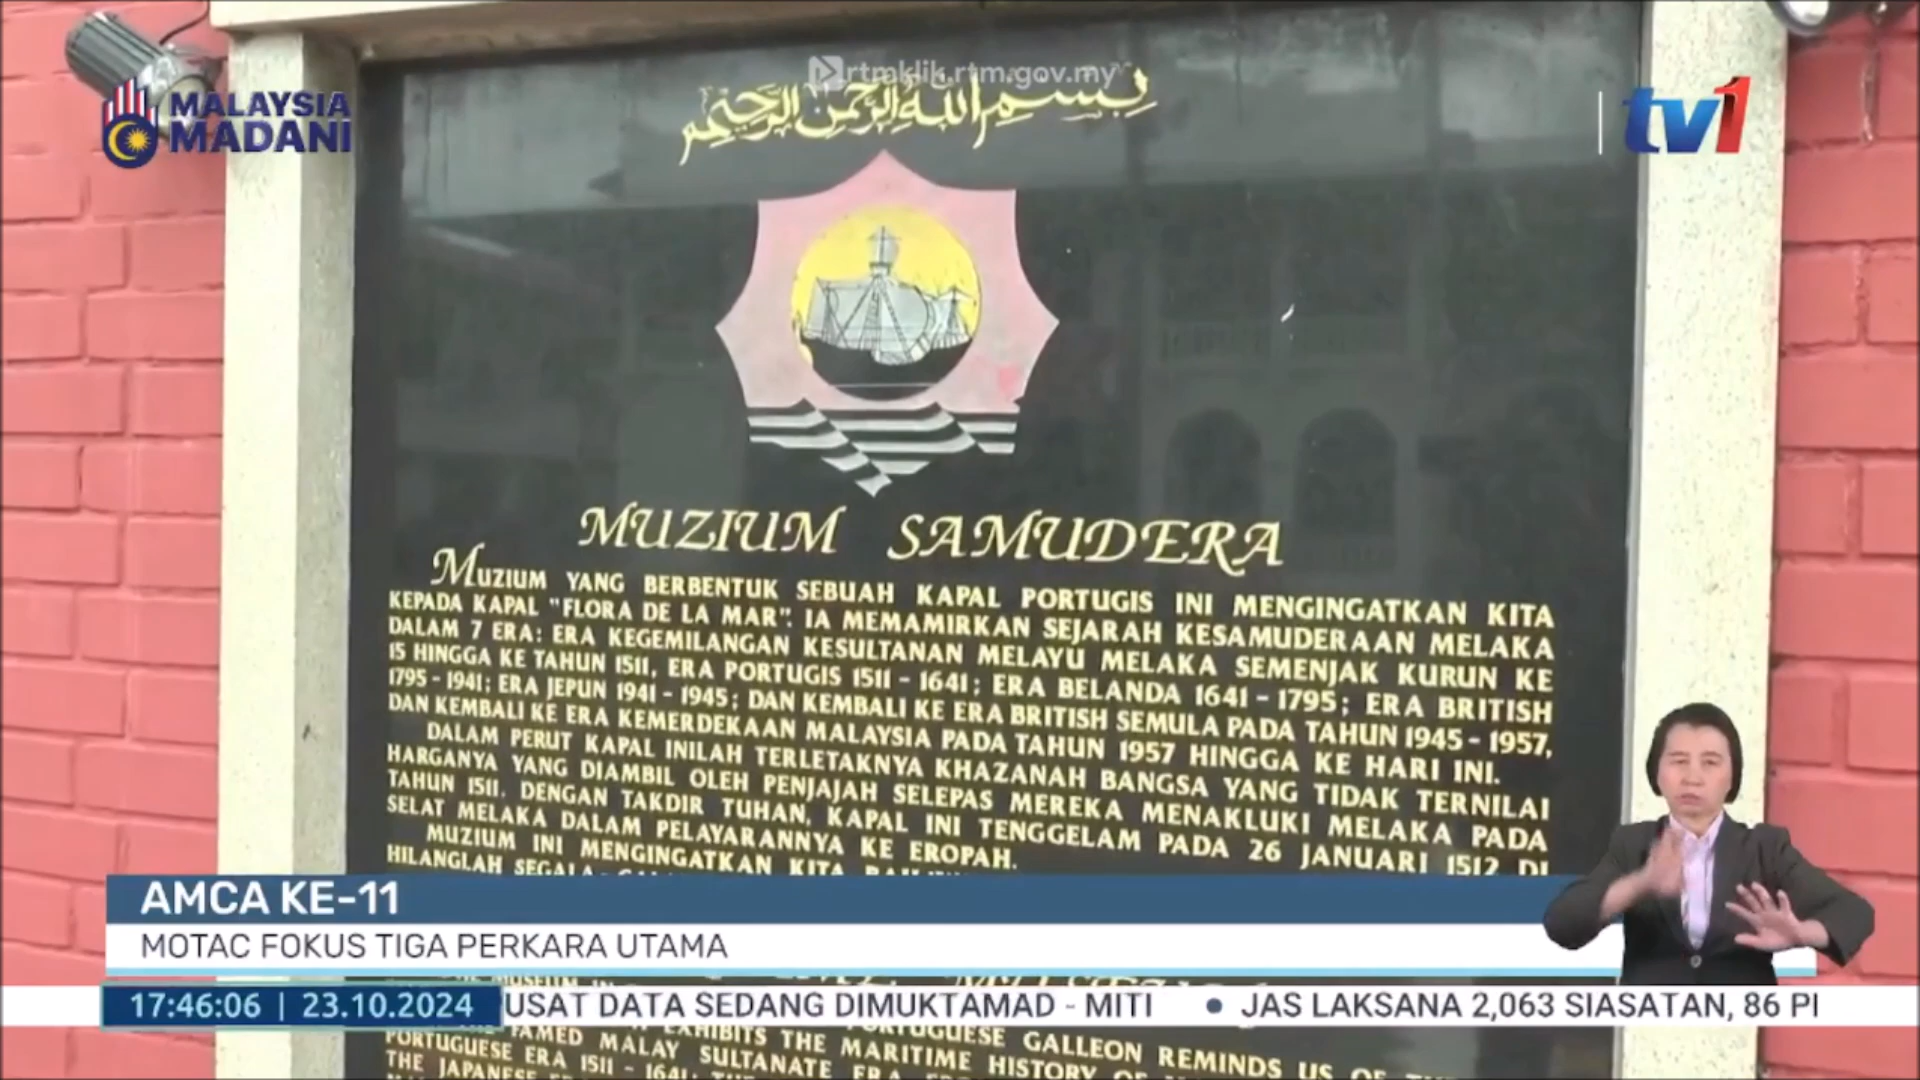 rtmklik.rtm.gov.my
MALAYSIA
MADANI
tv1
بسم الله الرحمن الرحيم
MUZIUM SAMUDERA
MUZIUM YANG BERBENTUK SEBUAH KAPAL PORTUGIS INI MENGINGATKAN KITA
KEPADA KAPAL "FLORA DE LA MAR". IA MEMAMIRKAN SEJARAH KESAMUDERAAN MELAKA
DALAM 7 ERA: ERA KEGEMILANGAN KESULTANAN MELAYU MELAKA SEMENJAK KURUN KE
15 HINGGA KE TAHUN 1511, ERA PORTUGIS 1511 - 1641; ERA BELANDA 1641 - 1795; ERA BRITISH
1795 - 1941; ERA JEPUN 1941 - 1945; DAN KEMBALI KE ERA BRITISH SEMULA PADA TAHUN 1945 - 1957,
DAN KEMBALI KE ERA KEMERDEKAAN MALAYSIA PADA TAHUN 1957 HINGGA KE HARI INI.
DALAM PERUT KAPAL INILAH TERLETAKNYA KHAZANAH BANGSA YANG TIDAK TERNILAI
HARGANYA YANG DIAMBIL OLEH PENJAJAH SELEPAS MEREKA MENAKLUKI MELAKA PADA
TAHUN 1511. DENGAN TAKDIR TUHAN, KAPAL INI TENGGELAM PADA 26 JANUARI 1512 DI
SELAT MELAKA DALAM PELAYARANNYA KE EROPAH.
MUZIUM INI MENGINGATKAN KITA
HILANGLAH SEGALA
AMCA KE-11
MOTAC FOKUS TIGA PERKARA UTAMA
17:46:06 | 23.10.2024
USAT DATA SEDANG DIMUKTAMAD - MITI • JAS LAKSANA 2,063 SIASATAN, 86 PI
PORTUGUESE GALLEON REMINDS US OF
FAMED MALAY SULTANATE ERA
EXHIBITS THE MARITIME HISTORY OF
PORTUGUESE ERA 1511 - 1641;
THE JAPANESE